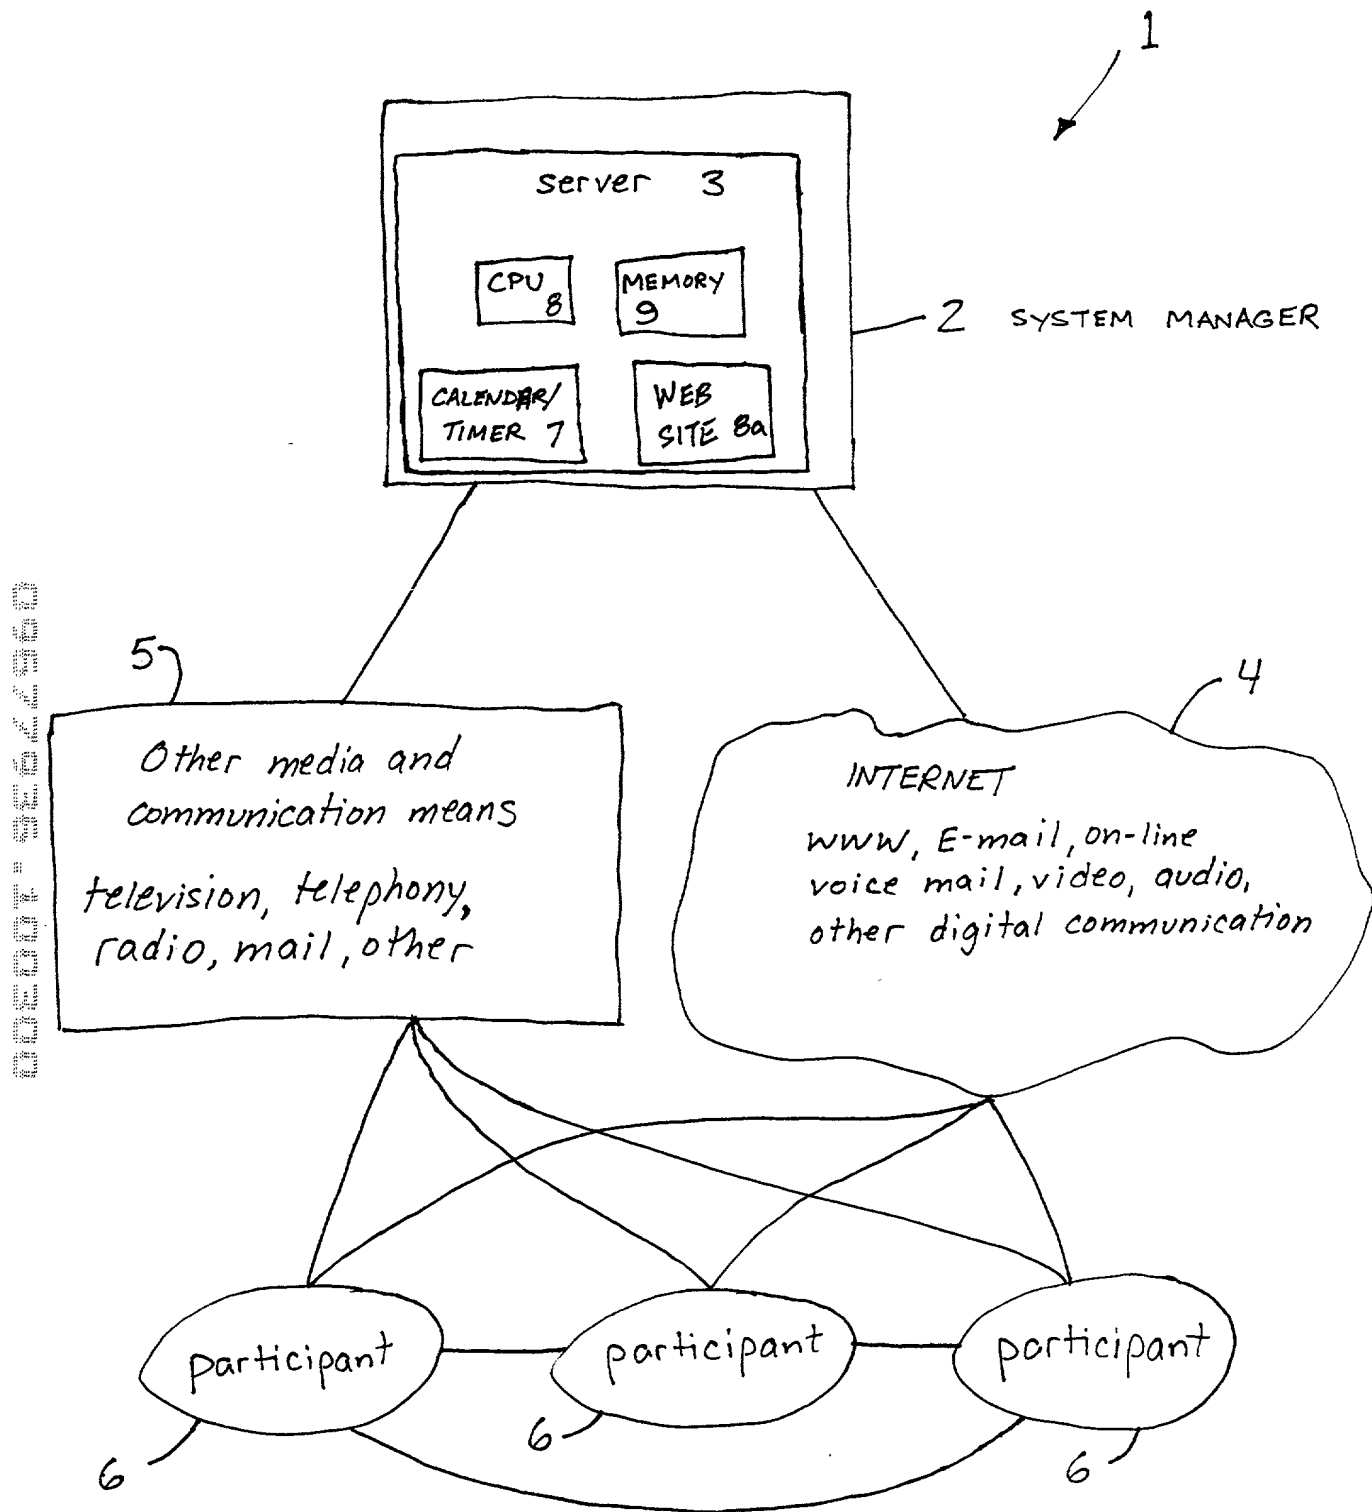 1
server 3
CPU
8
MEMORY
9
2 SYSTEM MANAGER
CALENDAR/
TIMER 7
WEB
SITE 8a
5
4
Other media and
communication means
television, telephony,
radio, mail, other
INTERNET
WWW, E-mail, on-line
voice mail, video, audio,
other digital communication
participant
participant
participant
6
6
6